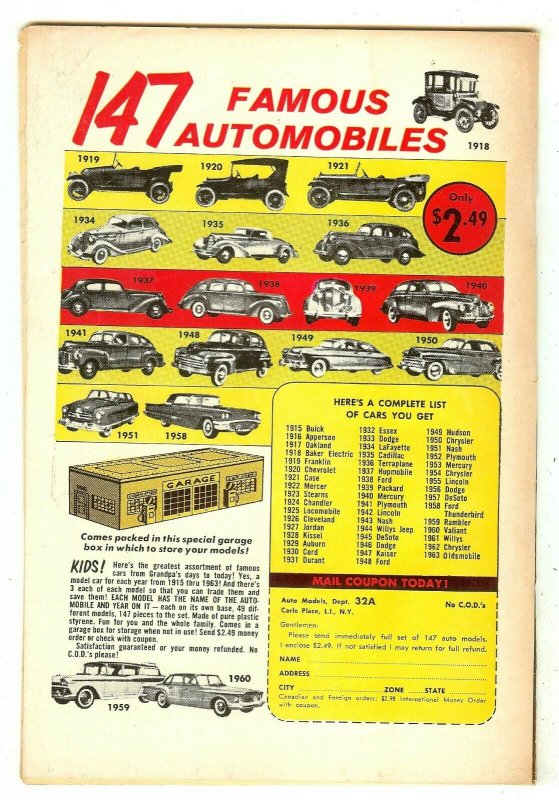 147 FAMOUS
AUTOMOBILES
1918
1919
1920
1921
Only
$2.49
1934
1935
1936
1937
1938
1939
1940
1941
1948
1949
1950
1951
1958
HERE'S A COMPLETE LIST
OF CARS YOU GET
1915 Buick
1916 Apperson
1917 Oakland
1918 Baker Electric
1919 Franklin
1920 Chevrolet
1921 Case
1922 Mercer
1923 Stearns
1924 Chandler
1925 Locomobile
1926 Cleveland
1927 Jordan
1928 Kissel
1929 Auburn
1930 Cord
1931 Durant
1932 Essex
1933 Dodge
1934 LaFayette
1935 Cadillac
1936 Terraplane
1937 Hupmobile
1938 Ford
1939 Packard
1940 Mercury
1941 Plymouth
1942 Lincoln
1943 Nash
1944 Willys Jeep
1945 DeSoto
1946 Dodge
1947 Kaiser
1948 Ford
1949 Hudson
1950 Chrysler
1951 Nash
1952 Plymouth
1953 Mercury
1954 Chrysler
1955 Lincoln
1956 Dodge
1957 DeSoto
1958 Ford
Thunderbird
1959 Rambler
1960 Valiant
1961 Willys
1962 Chrysler
1963 Oldsmobile
GARAGE
Comes packed in this special garage
box in which to store your models!
KIDS! Here's the greatest assortment of famous
cars from Grandpa's days to today! Yes, a
model car for each year from 1915 thru 1963! And there's
3 each of each model so that you can trade them and
save them! EACH MODEL HAS THE NAME OF THE AUTO-
MOBILE AND YEAR ON IT — each on its own base, 49 dif-
ferent models, 147 pieces to the set. Made of pure plastic
styrene. Fun for you and the whole family. Comes in a
garage box for storage when not in use! Send $2.49 money
order or check with coupon.
Satisfaction guaranteed or your money refunded. No
C.O.D.'s please!
1959
1960
MAIL COUPON TODAY!
Auto Models, Dept. 32A
No C.O.D.'s
Carle Place, L.I., N.Y.
Gentlemen:
Please send immediately full set of 147 auto models.
I enclose $2.49. If not satisfied I may return for full refund.
NAME
ADDRESS
CITY ZONE STATE
Canadian and Foreign orders: $2.98 International Money Order
with coupon.